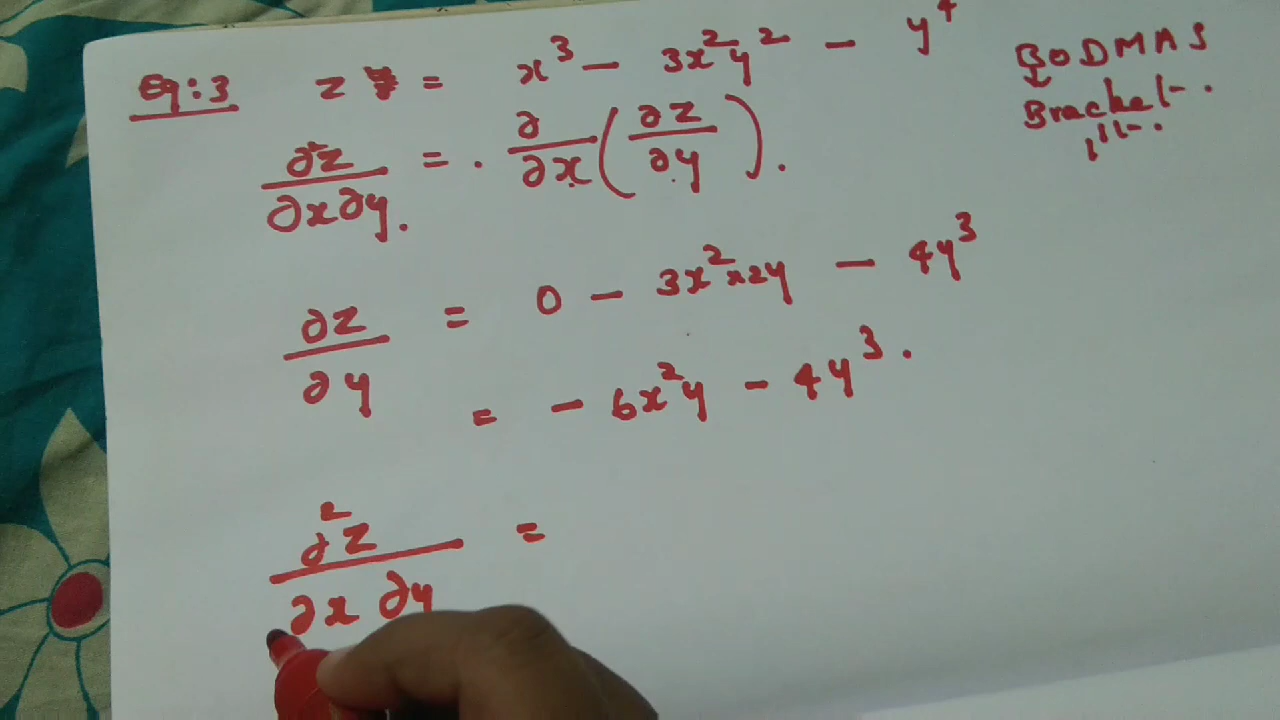 Eg:3 z = x³ – 3x²y² – y⁴
BODMAS
↓
Bracket.
∂²z/∂x∂y. = . ∂/∂x (∂z/∂y).
∂z/∂y = 0 – 3x²×2y – 4y³
= – 6x²y – 4y³.
∂²z/∂x ∂y =